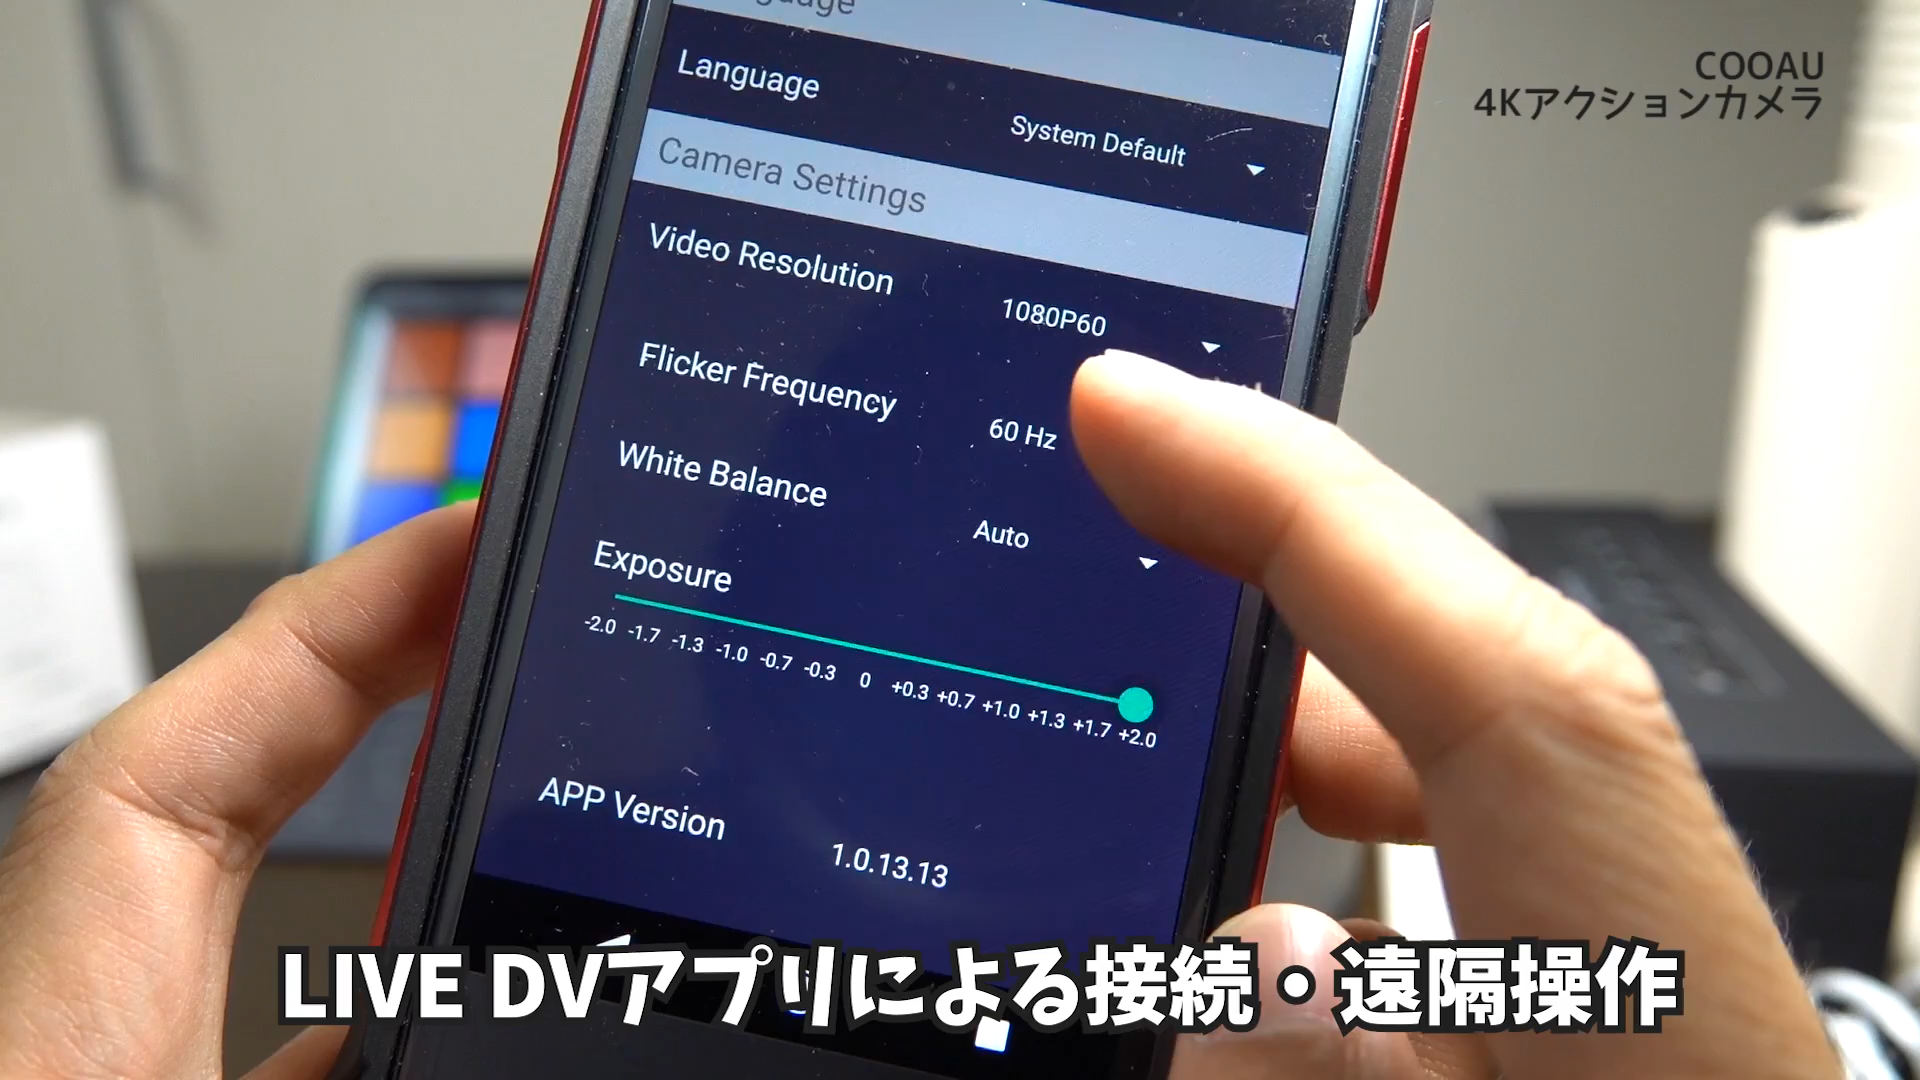 COOAU
4Kアクションカメラ
Language
System Default
Camera Settings
Video Resolution
1080P60
Flicker Frequency
60 Hz
White Balance
Auto
Exposure
-2.0 -1.7 -1.3 -1.0 -0.7 -0.3 0 +0.3 +0.7 +1.0 +1.3 +1.7 +2.0
APP Version
1.0.13.13
LIVE DVアプリによる接続・遠隔操作